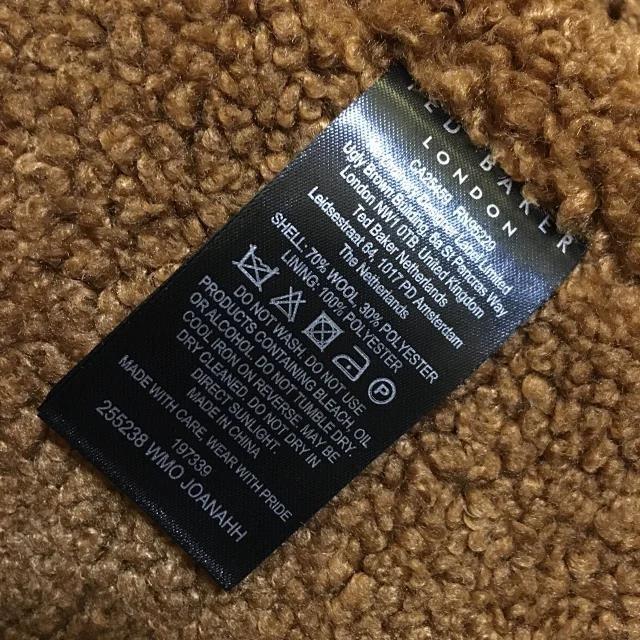 TED BAKER
LONDON
Ugly Brown Building, 6a St Pancras Way
London NW1 0TB, United Kingdom
Ted Baker Netherlands
Leidsestraat 64, 1017 PD Amsterdam
The Netherlands
SHELL: 70% WOOL, 30% POLYESTER
LINING: 100% POLYESTER
P
DO NOT WASH. DO NOT USE
PRODUCTS CONTAINING BLEACH, OIL
OR ALCOHOL. DO NOT TUMBLE DRY.
COOL IRON ON REVERSE. MAY BE
DRY CLEANED. DO NOT DRY IN
DIRECT SUNLIGHT.
MADE IN CHINA
MADE WITH CARE. WEAR WITH PRIDE
197339
255238 WMO JOANAHH